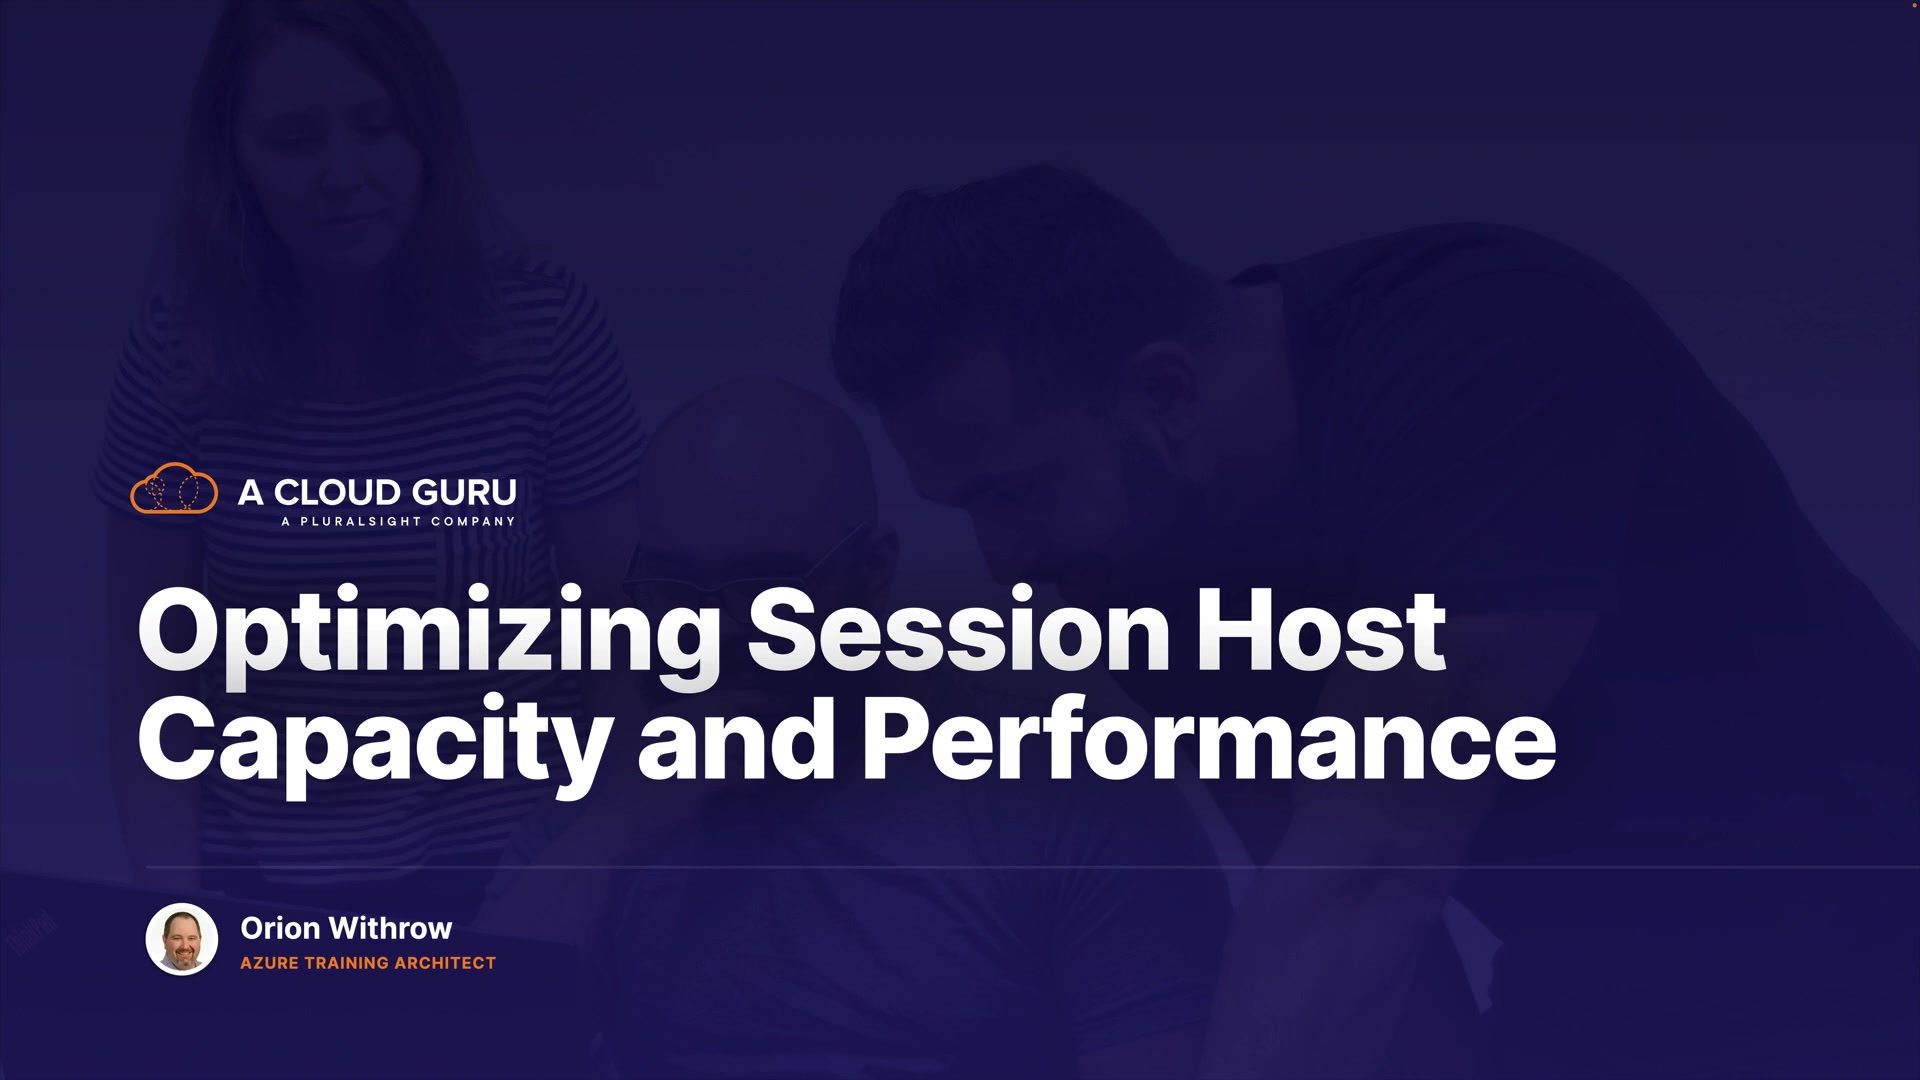 A CLOUD GURU
A PLURALSIGHT COMPANY
Optimizing Session Host
Capacity and Performance
Orion Withrow
AZURE TRAINING ARCHITECT